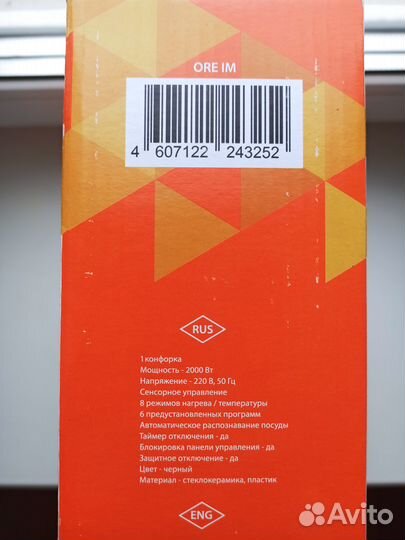 ORE IM
4 607122 243252
RUS
1 конфорка
Мощность - 2000 Вт
Напряжение - 220 В, 50 Гц
Сенсорное управление
8 режимов нагрева / температуры
6 предустановленных программ
Автоматическое распознавание посуды
Таймер отключения - да
Блокировка панели управления - да
Защитное отключение - да
Цвет - черный
Материал - стеклокерамика, пластик
ENG
Avito